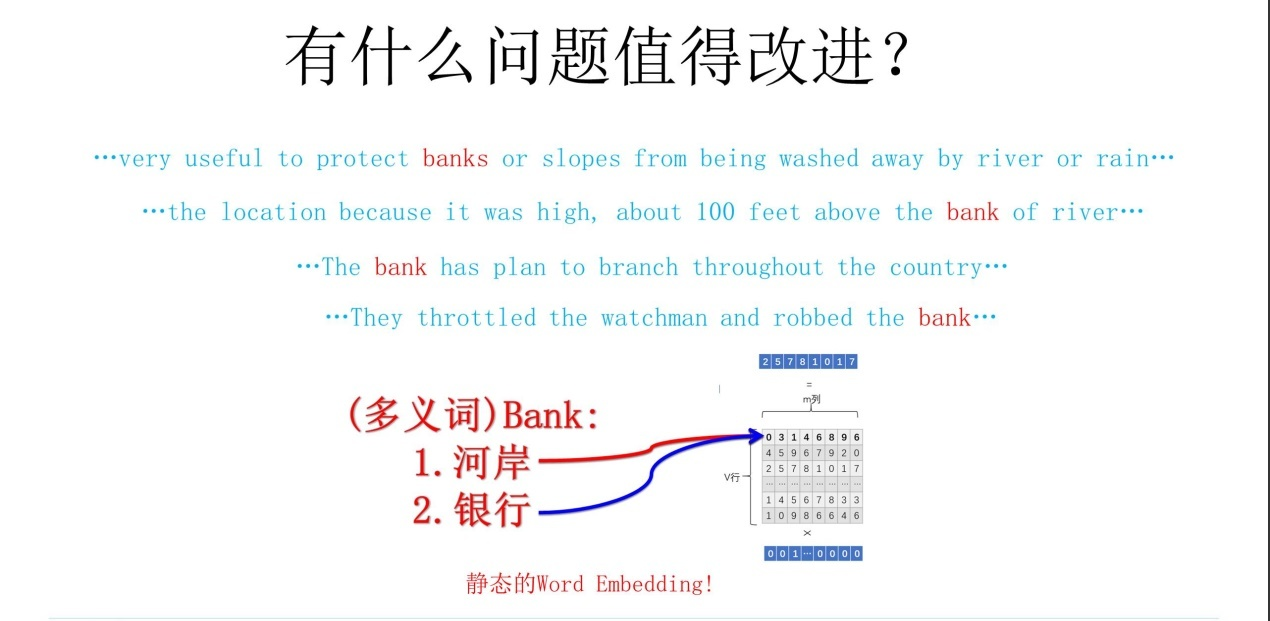 有什么问题值得改进？
…very useful to protect banks or slopes from being washed away by river or rain…
…the location because it was high, about 100 feet above the bank of river…
…The bank has plan to branch throughout the country…
…They throttled the watchman and robbed the bank…
2 5 7 8 1 0 1 7
=
m列
(多义词)Bank:
1.河岸
2.银行
V行
0 3 1 4 6 8 9 6
4 5 9 6 7 9 2 0
2 5 7 8 1 0 1 7
… … … … … … … …
1 4 5 6 7 8 3 3
1 0 9 8 6 6 4 6
×
0 0 1 … 0 0 0 0
静态的Word Embedding!